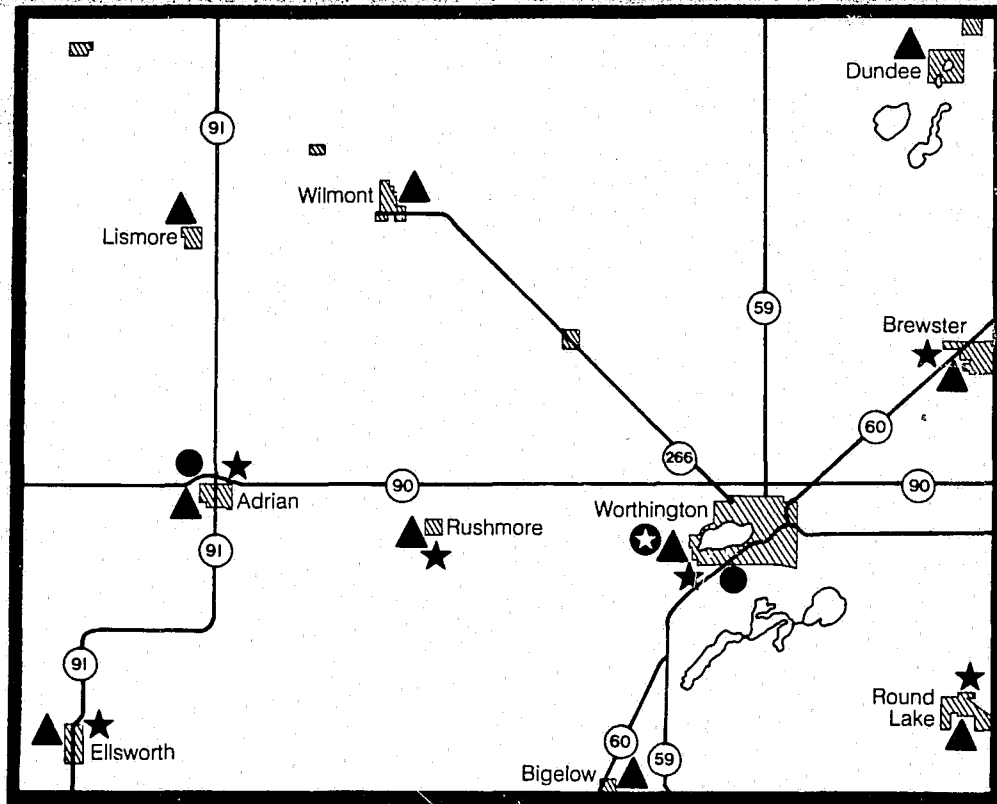 Dundee
91
Wilmont
Lismore
59
Brewster
60
266
90
90
Adrian
Worthington
Rushmore
91
91
Round
Lake
Ellsworth
60
59
Bigelow